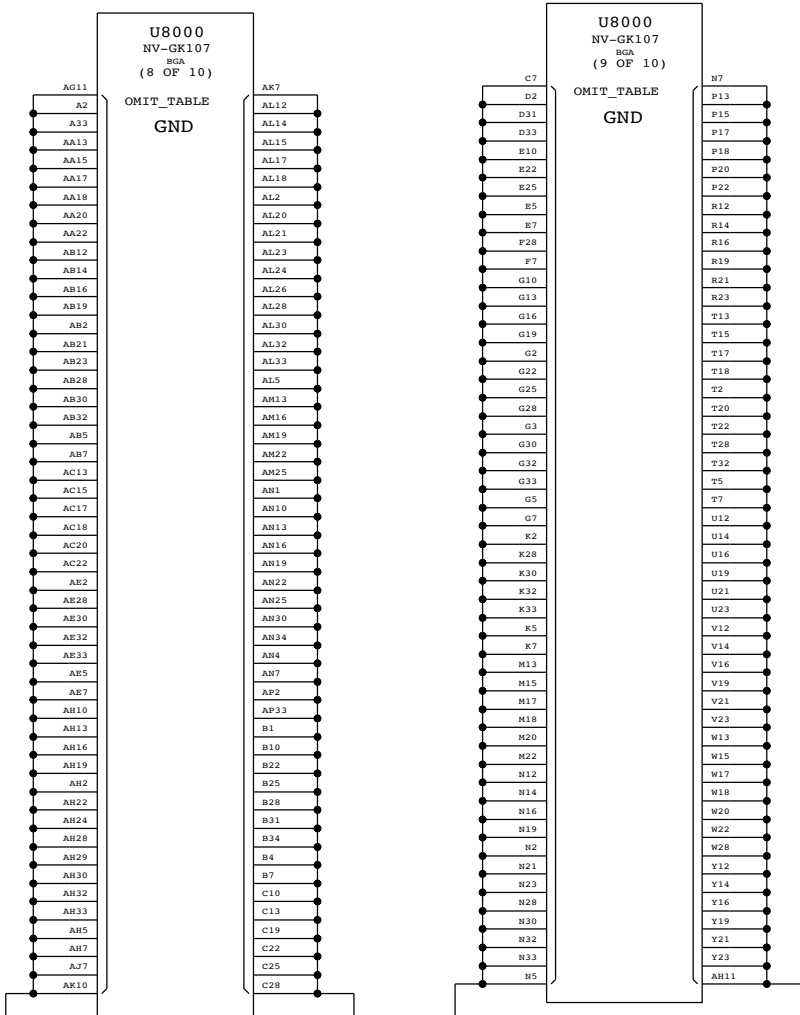 U8000
NV-GK107
BGA
(8 OF 10)
OMIT_TABLE
GND
AG11
A2
A33
AA13
AA15
AA17
AA18
AA20
AA22
AB12
AB14
AB16
AB19
AB2
AB21
AB23
AB28
AB30
AB32
AB5
AB7
AC13
AC15
AC17
AC18
AC20
AC22
AE2
AE28
AE30
AE32
AE33
AE5
AE7
AH10
AH13
AH16
AH19
AH2
AH22
AH24
AH28
AH29
AH30
AH32
AH33
AH5
AH7
AJ7
AK10
AK7
AL12
AL14
AL15
AL17
AL18
AL2
AL20
AL21
AL23
AL24
AL26
AL28
AL30
AL32
AL33
AL5
AM13
AM16
AM19
AM22
AM25
AN1
AN10
AN13
AN16
AN19
AN22
AN25
AN30
AN34
AN4
AN7
AP2
AP33
B1
B10
B22
B25
B28
B31
B34
B4
B7
C10
C13
C19
C22
C25
C28
U8000
NV-GK107
BGA
(9 OF 10)
OMIT_TABLE
GND
C7
D2
D31
D33
E10
E22
E25
E5
E7
F28
F7
G10
G13
G16
G19
G2
G22
G25
G28
G3
G30
G32
G33
G5
G7
K2
K28
K30
K32
K33
K5
K7
M13
M15
M17
M18
M20
M22
N12
N14
N16
N19
N2
N21
N23
N28
N30
N32
N33
N5
N7
P13
P15
P17
P18
P20
P22
R12
R14
R16
R19
R21
R23
T13
T15
T17
T18
T2
T20
T22
T28
T32
T5
T7
U12
U14
U16
U19
U21
U23
V12
V14
V16
V19
V21
V23
W13
W15
W17
W18
W20
W22
W28
Y12
Y14
Y16
Y19
Y21
Y23
AH11